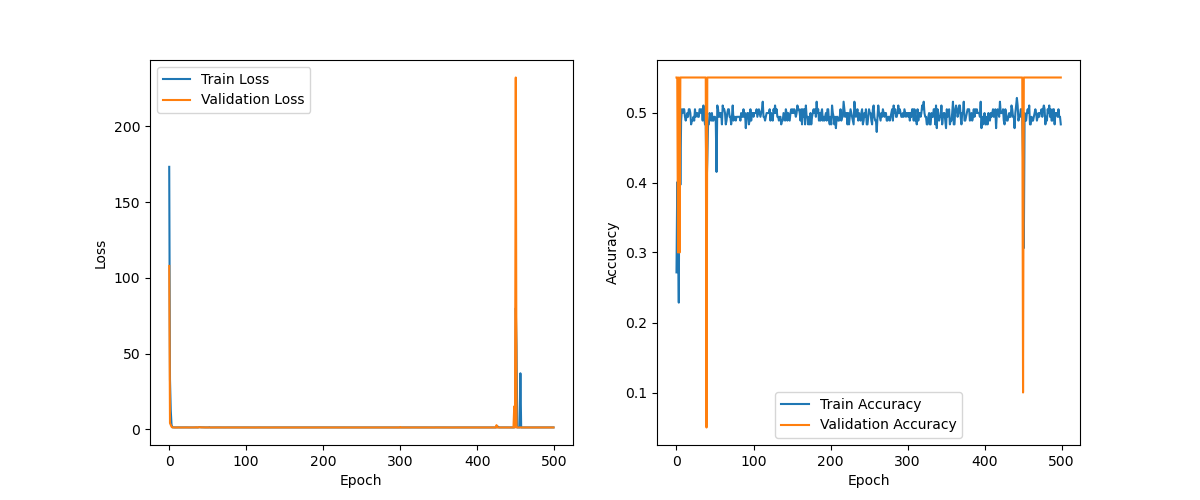 Train Loss
Validation Loss
200
150
100
50
0
Loss
0 100 200 300 400 500
Epoch
0.5
0.4
0.3
0.2
0.1
Accuracy
Train Accuracy
Validation Accuracy
0 100 200 300 400 500
Epoch